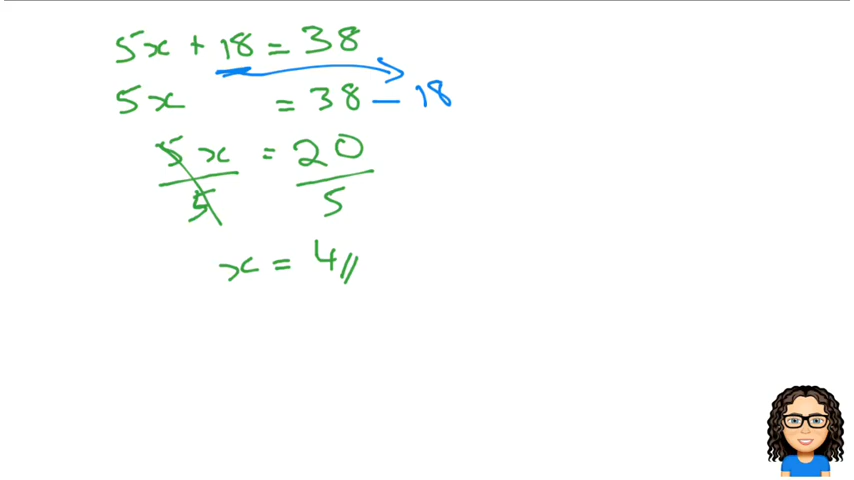 5x + 18 = 38
5x = 38 - 18
5x/5 = 20/5
x = 4//